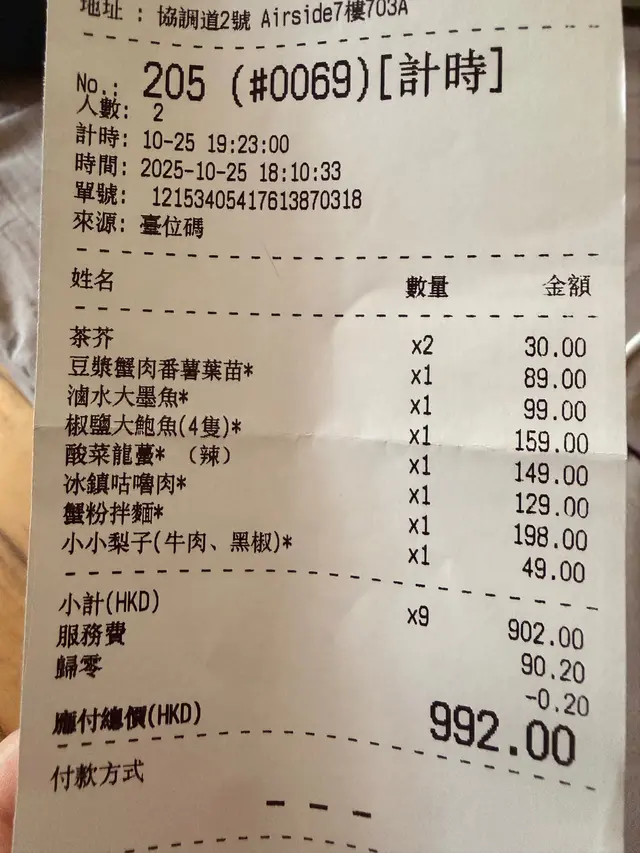 地址 : 協調道2號 Airside7樓703A
No.: 205 (#0069)[計時]
人數: 2
計時: 10-25 19:23:00
時間: 2025-10-25 18:10:33
單號: 12153405417613870318
來源: 臺位碼
姓名 數量 金額
茶芥 x2 30.00
豆漿蟹肉番薯葉苗* x1 89.00
滷水大墨魚* x1 99.00
椒鹽大鮑魚(4隻)* x1 159.00
酸菜龍躉* (辣) x1 149.00
冰鎮咕嚕肉* x1 129.00
蟹粉拌麵* x1 198.00
小小梨子(牛肉、黑椒)* x1 49.00
小計(HKD) x9 902.00
服務費 90.20
歸零 -0.20
應付總價(HKD) 992.00
付款方式